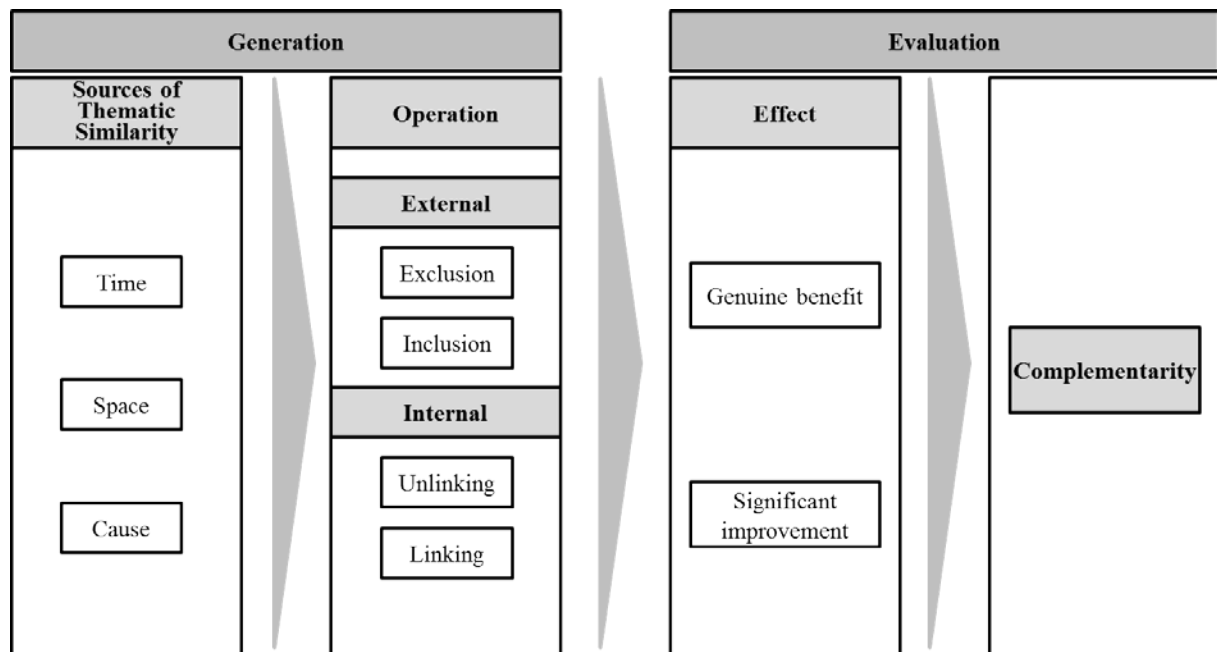 Generation
Evaluation
Sources of
Thematic
Similarity
Time
Space
Cause
Operation
External
Exclusion
Inclusion
Internal
Unlinking
Linking
Effect
Genuine benefit
Significant
improvement
Complementarity